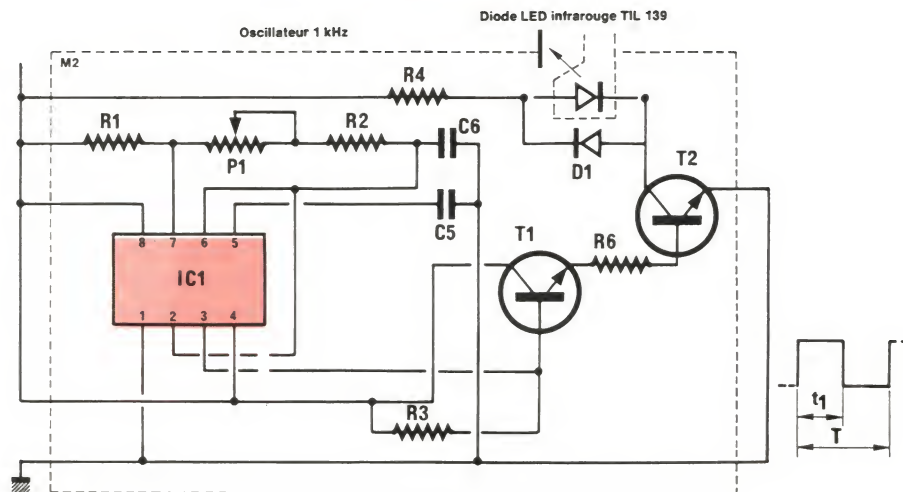 Diode LED infrarouge TIL 139
Oscillateur 1 kHz
M2
R4
R1
R2
C6
P1
D1
T2
C5
T1
R6
8 7 6 5
IC1
1 2 3 4
R3
t1
T